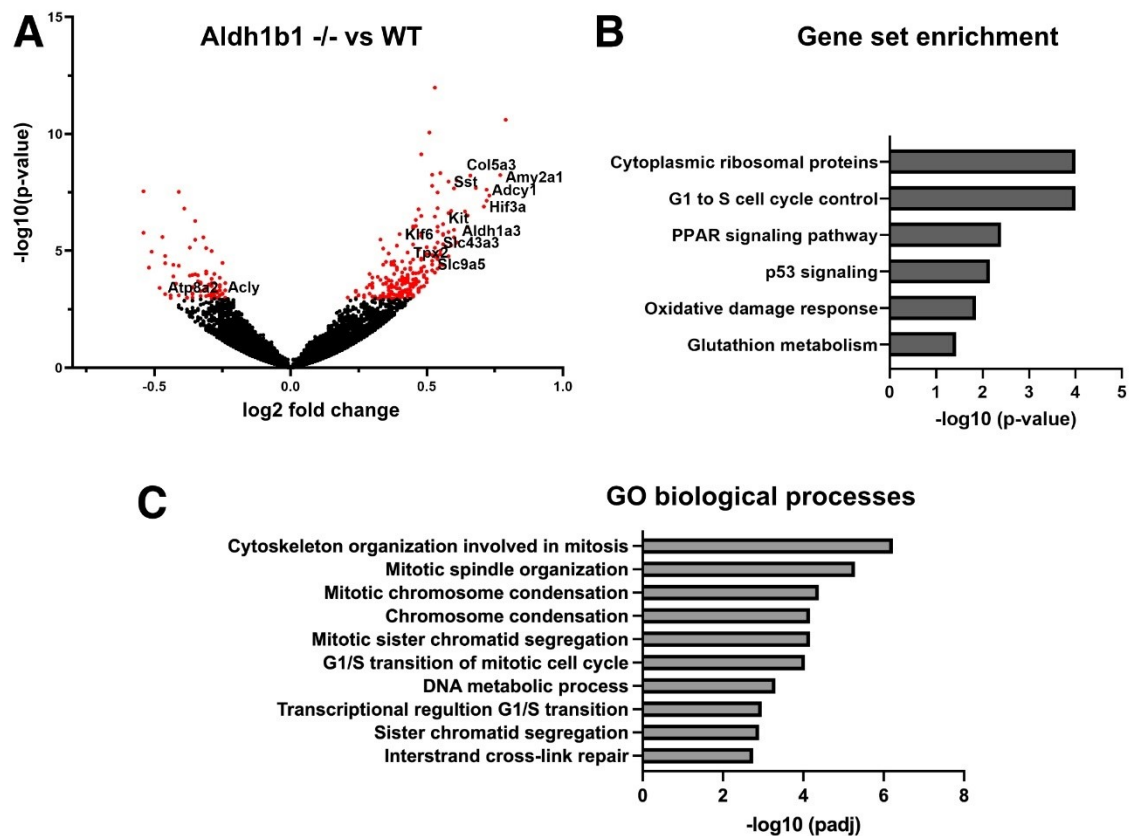 A
Aldh1b1 -/- vs WT
15
10
5
0
-log10(p-value)
Col5a3
Amy2a1
Sst
Adcy1
Hif3a
Kit
Klf6
Aldh1a3
Slc43a3
Tpx2
Slc9a5
Atp8a2
Acly
-0.5
0.0
0.5
1.0
log2 fold change
B
Gene set enrichment
Cytoplasmic ribosomal proteins
G1 to S cell cycle control
PPAR signaling pathway
p53 signaling
Oxidative damage response
Glutathion metabolism
0 1 2 3 4 5
-log10 (p-value)
C
GO biological processes
Cytoskeleton organization involved in mitosis
Mitotic spindle organization
Mitotic chromosome condensation
Chromosome condensation
Mitotic sister chromatid segregation
G1/S transition of mitotic cell cycle
DNA metabolic process
Transcriptional regultion G1/S transition
Sister chromatid segregation
Interstrand cross-link repair
0 2 4 6 8
-log10 (padj)